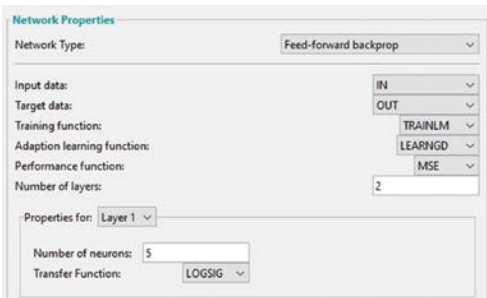 Network Properties
Network Type: Feed-forward backprop
Input data: IN
Target data: OUT
Training function: TRAINLM
Adaption learning function: LEARNGD
Performance function: MSE
Number of layers: 2
Properties for: Layer 1
Number of neurons: 5
Transfer Function: LOGSIG